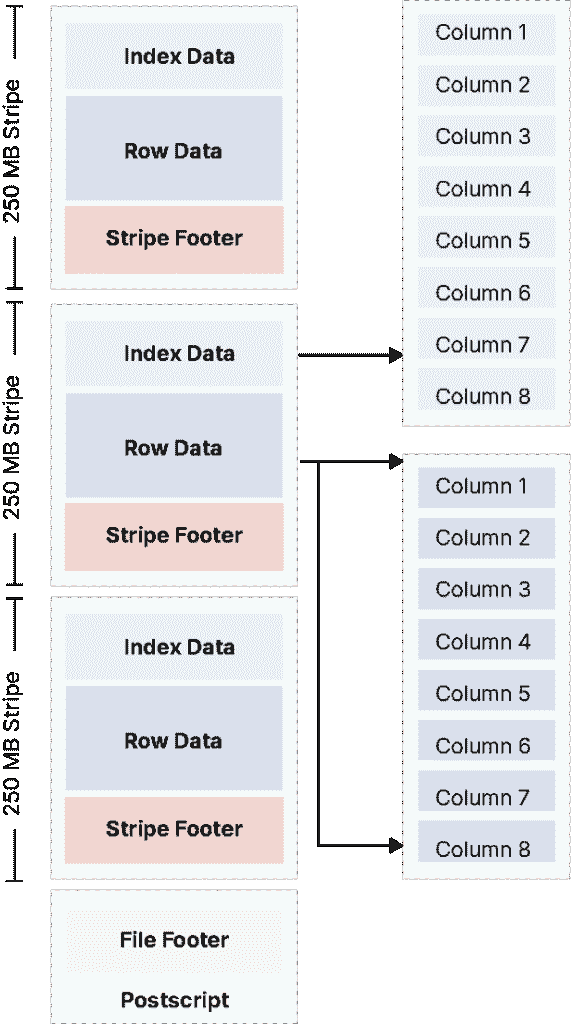 250 MB Stripe
Index Data
Row Data
Stripe Footer
250 MB Stripe
Index Data
Row Data
Stripe Footer
250 MB Stripe
Index Data
Row Data
Stripe Footer
File Footer
Postscript
Column 1
Column 2
Column 3
Column 4
Column 5
Column 6
Column 7
Column 8
Column 1
Column 2
Column 3
Column 4
Column 5
Column 6
Column 7
Column 8